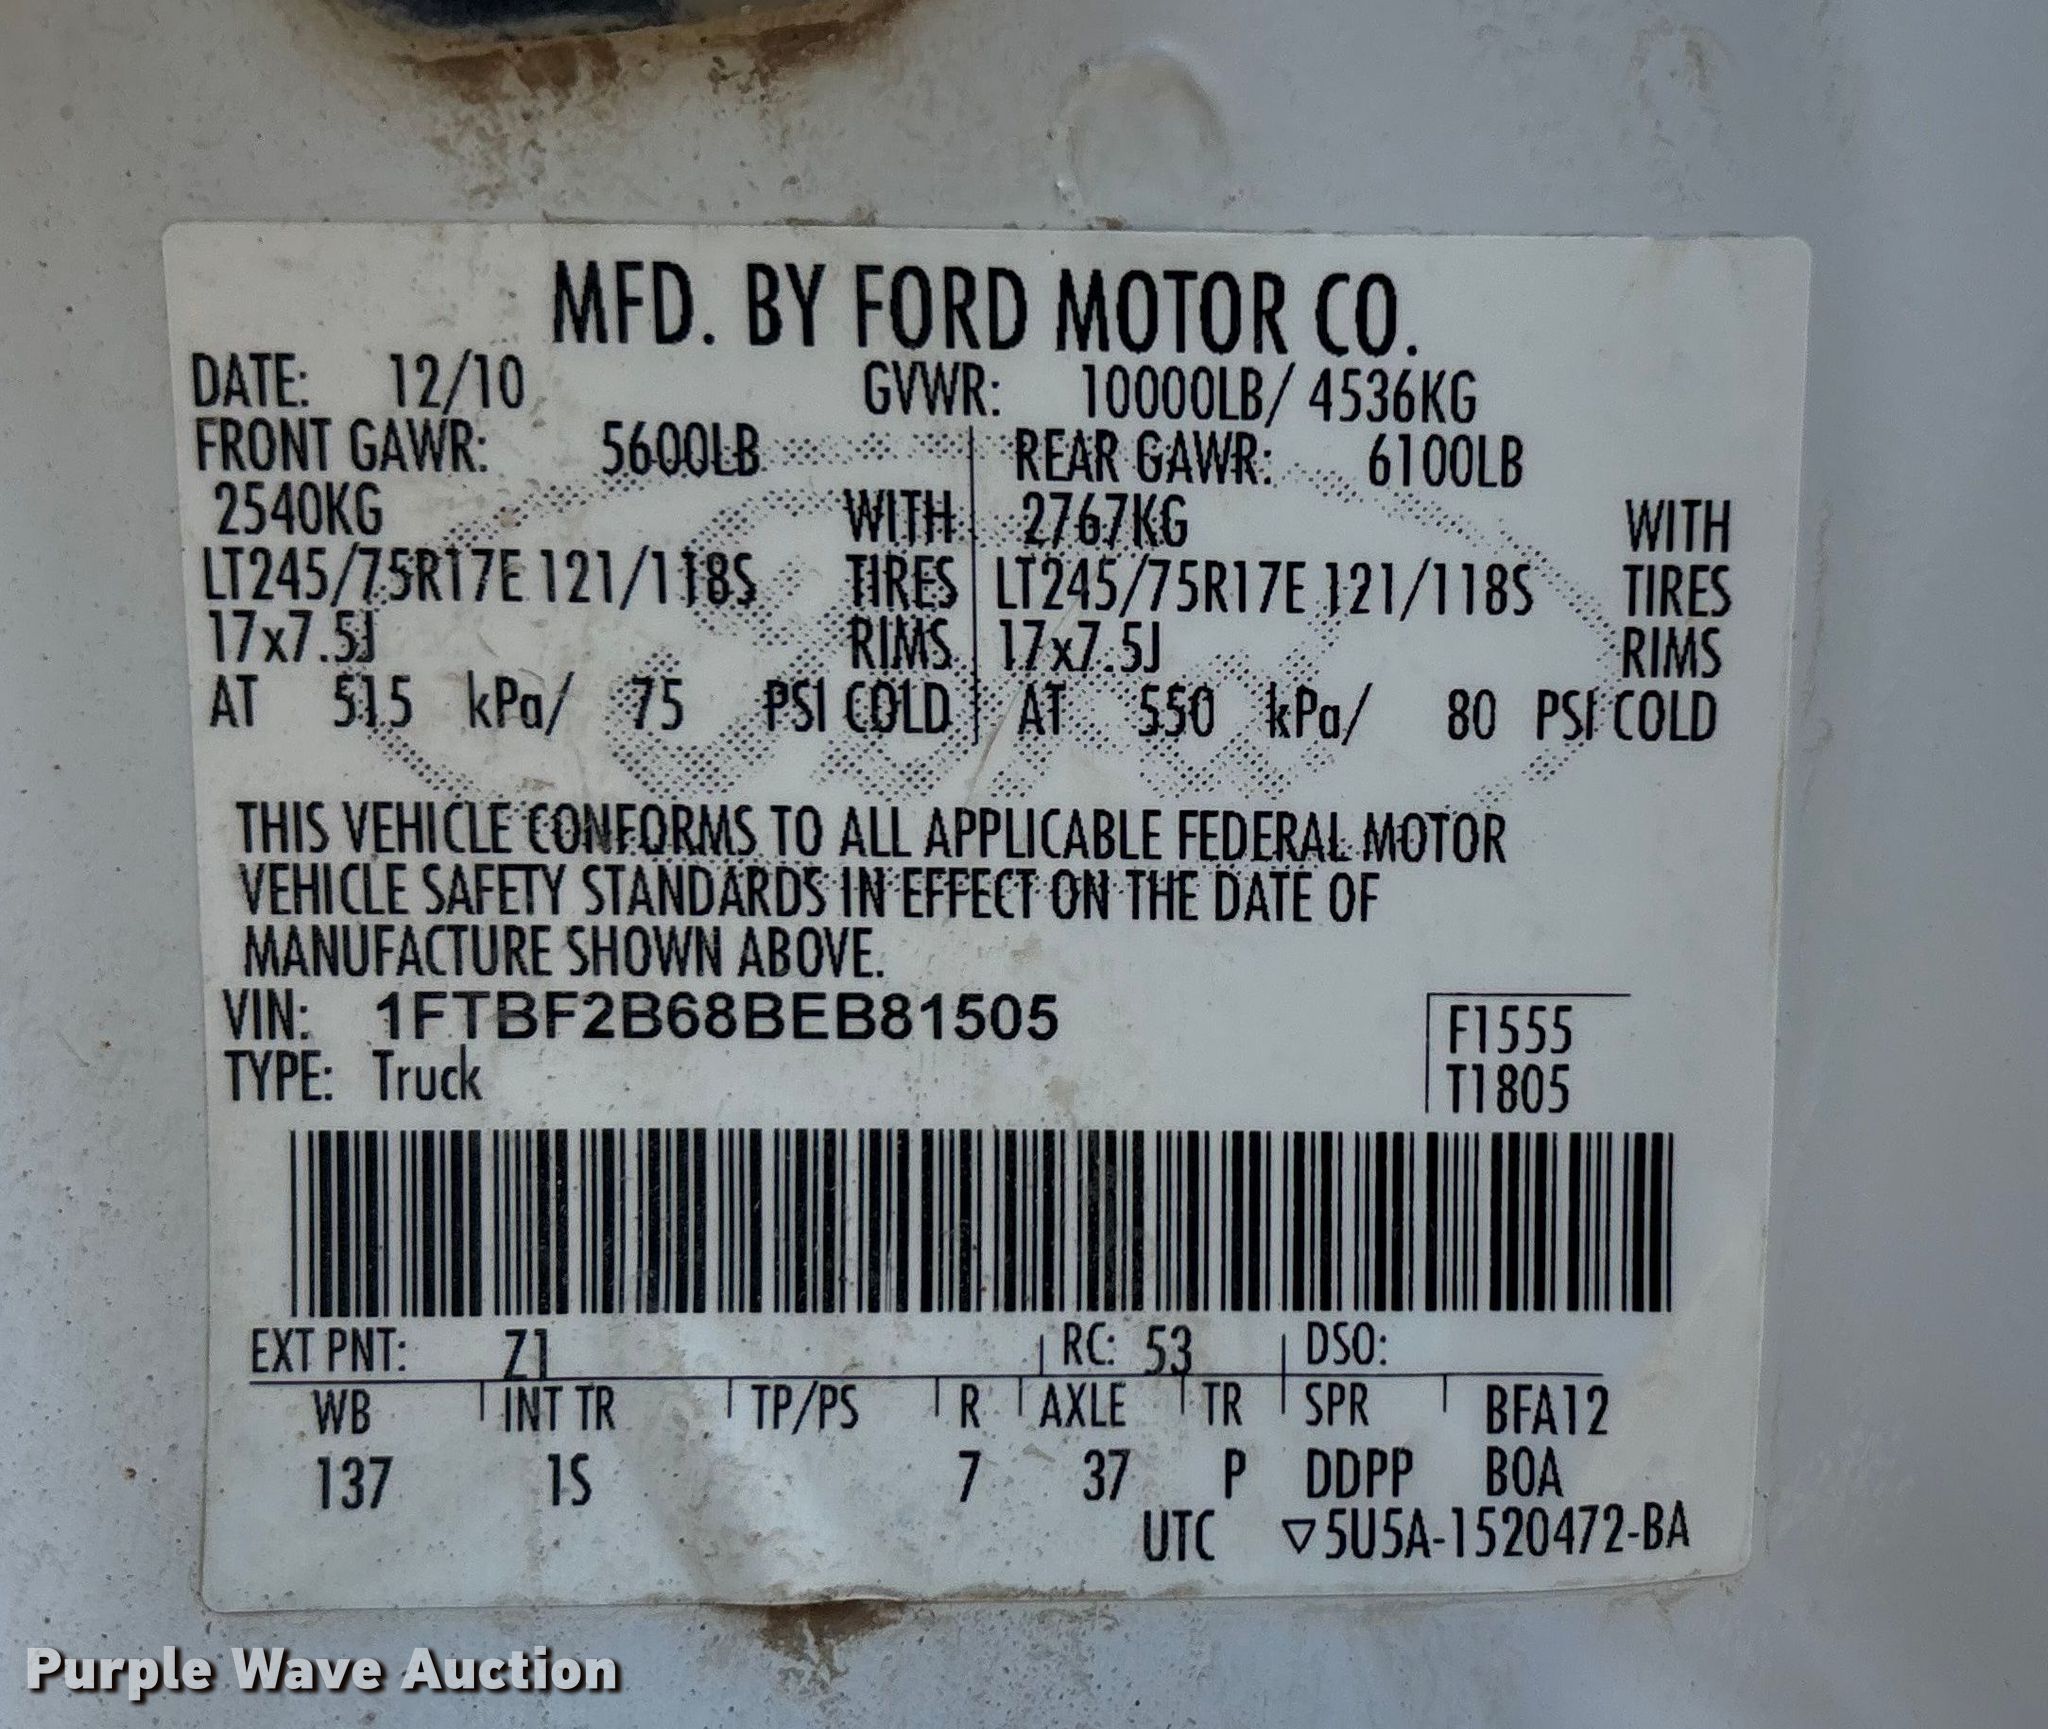 MFD. BY FORD MOTOR CO.
DATE: 12/10 GVWR: 10000LB/ 4536KG
FRONT GAWR: 5600LB REAR GAWR: 6100LB
2540KG WITH 2767KG WITH
LT245/75R17E 121/118S TIRES LT245/75R17E 121/118S TIRES
17x7.5J RIMS 17x7.5J RIMS
AT 515 kPa/ 75 PSI COLD AT 550 kPa/ 80 PSI COLD
THIS VEHICLE CONFORMS TO ALL APPLICABLE FEDERAL MOTOR
VEHICLE SAFETY STANDARDS IN EFFECT ON THE DATE OF
MANUFACTURE SHOWN ABOVE.
VIN: 1FTBF2B68BEB81505 F1555
TYPE: Truck T1805
EXT PNT: Z1 RC: 53 DSO:
WB INT TR TP/PS R AXLE TR SPR BFA12
137 1S 7 37 P DDPP BOA
UTC ▽5U5A-1520472-BA
Purple Wave Auction